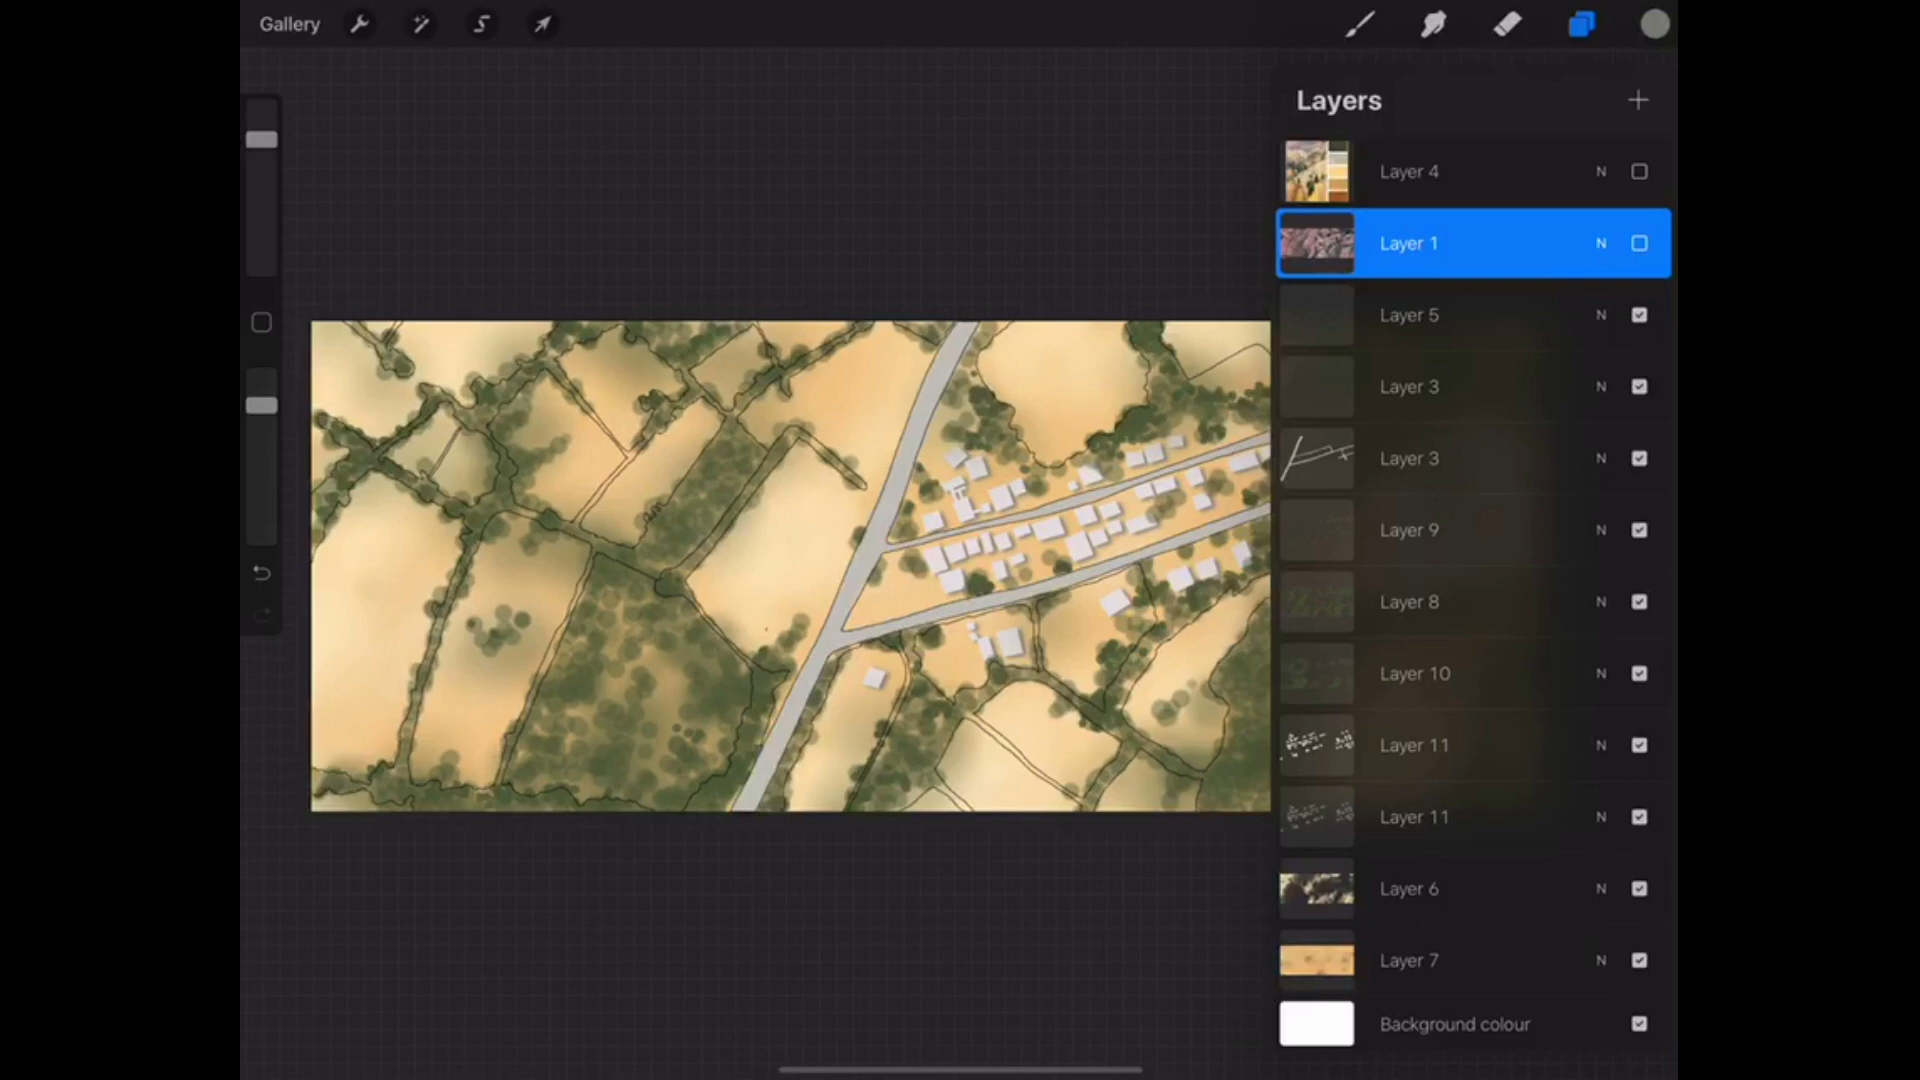 Gallery
Layers
Layer 4 N
Layer 1 N
Layer 5 N
Layer 3 N
Layer 3 N
Layer 9 N
Layer 8 N
Layer 10 N
Layer 11 N
Layer 11 N
Layer 6 N
Layer 7 N
Background colour